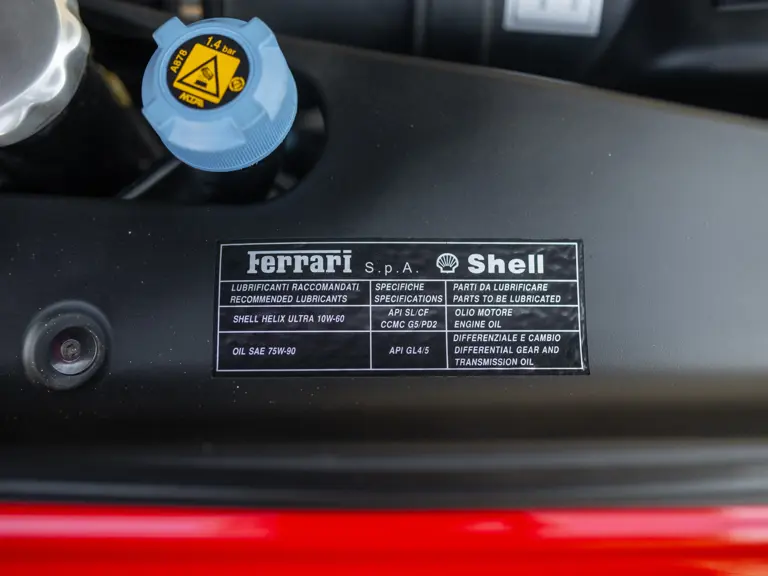 1.4 bar
A878
Ferrari S.p.A. Shell
LUBRIFICANTI RACCOMANDATI
RECOMMENDED LUBRICANTS
SPECIFICHE
SPECIFICATIONS
PARTI DA LUBRIFICARE
PARTS TO BE LUBRICATED
SHELL HELIX ULTRA 10W-60
API SL/CF
CCMC G5/PD2
OLIO MOTORE
ENGINE OIL
OIL SAE 75W-90
API GL4/5
DIFFERENZIALE E CAMBIO
DIFFERENTIAL GEAR AND
TRANSMISSION OIL